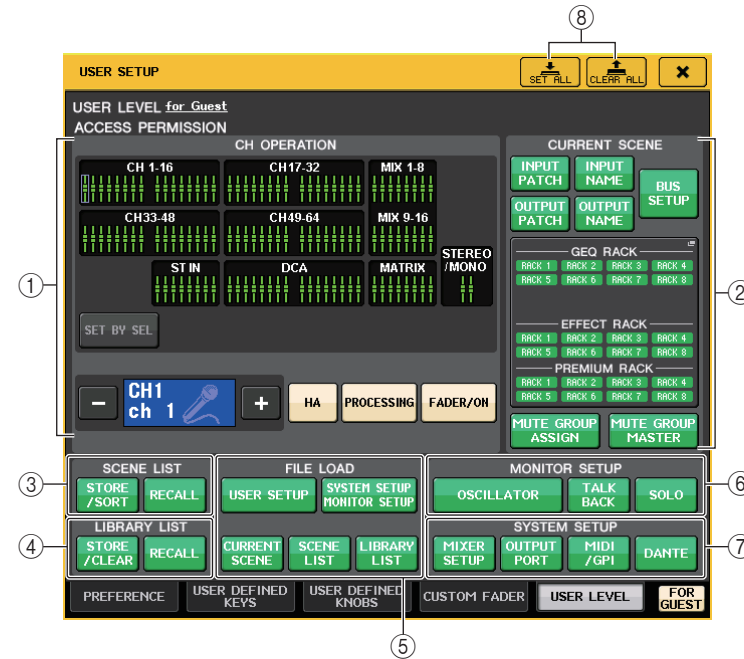 ⑧
USER SETUP
SET ALL
CLEAR ALL
USER LEVEL for Guest
ACCESS PERMISSION
①
CH OPERATION
CH 1-16
CH17-32
MIX 1-8
CH33-48
CH49-64
MIX 9-16
ST IN
DCA
MATRIX
STEREO
/MONO
SET BY SEL
−
CH1
ch 1
+
HA
PROCESSING
FADER/ON
②
CURRENT SCENE
INPUT
PATCH
INPUT
NAME
OUTPUT
PATCH
OUTPUT
NAME
BUS
SETUP
GEQ RACK
RACK 1 RACK 2 RACK 3 RACK 4
RACK 5 RACK 6 RACK 7 RACK 8
EFFECT RACK
RACK 1 RACK 2 RACK 3 RACK 4
RACK 5 RACK 6 RACK 7 RACK 8
PREMIUM RACK
RACK 1 RACK 2 RACK 3 RACK 4
RACK 5 RACK 6 RACK 7 RACK 8
MUTE GROUP
ASSIGN
MUTE GROUP
MASTER
③
SCENE LIST
STORE
/SORT
RECALL
④
LIBRARY LIST
STORE
/CLEAR
RECALL
FILE LOAD
USER SETUP
SYSTEM SETUP
MONITOR SETUP
CURRENT
SCENE
SCENE
LIST
LIBRARY
LIST
⑤
MONITOR SETUP
OSCILLATOR
TALK
BACK
SOLO
⑥
SYSTEM SETUP
MIXER
SETUP
OUTPUT
PORT
MIDI
/GPI
DANTE
⑦
PREFERENCE
USER DEFINED
KEYS
USER DEFINED
KNOBS
CUSTOM FADER
USER LEVEL
FOR
GUEST